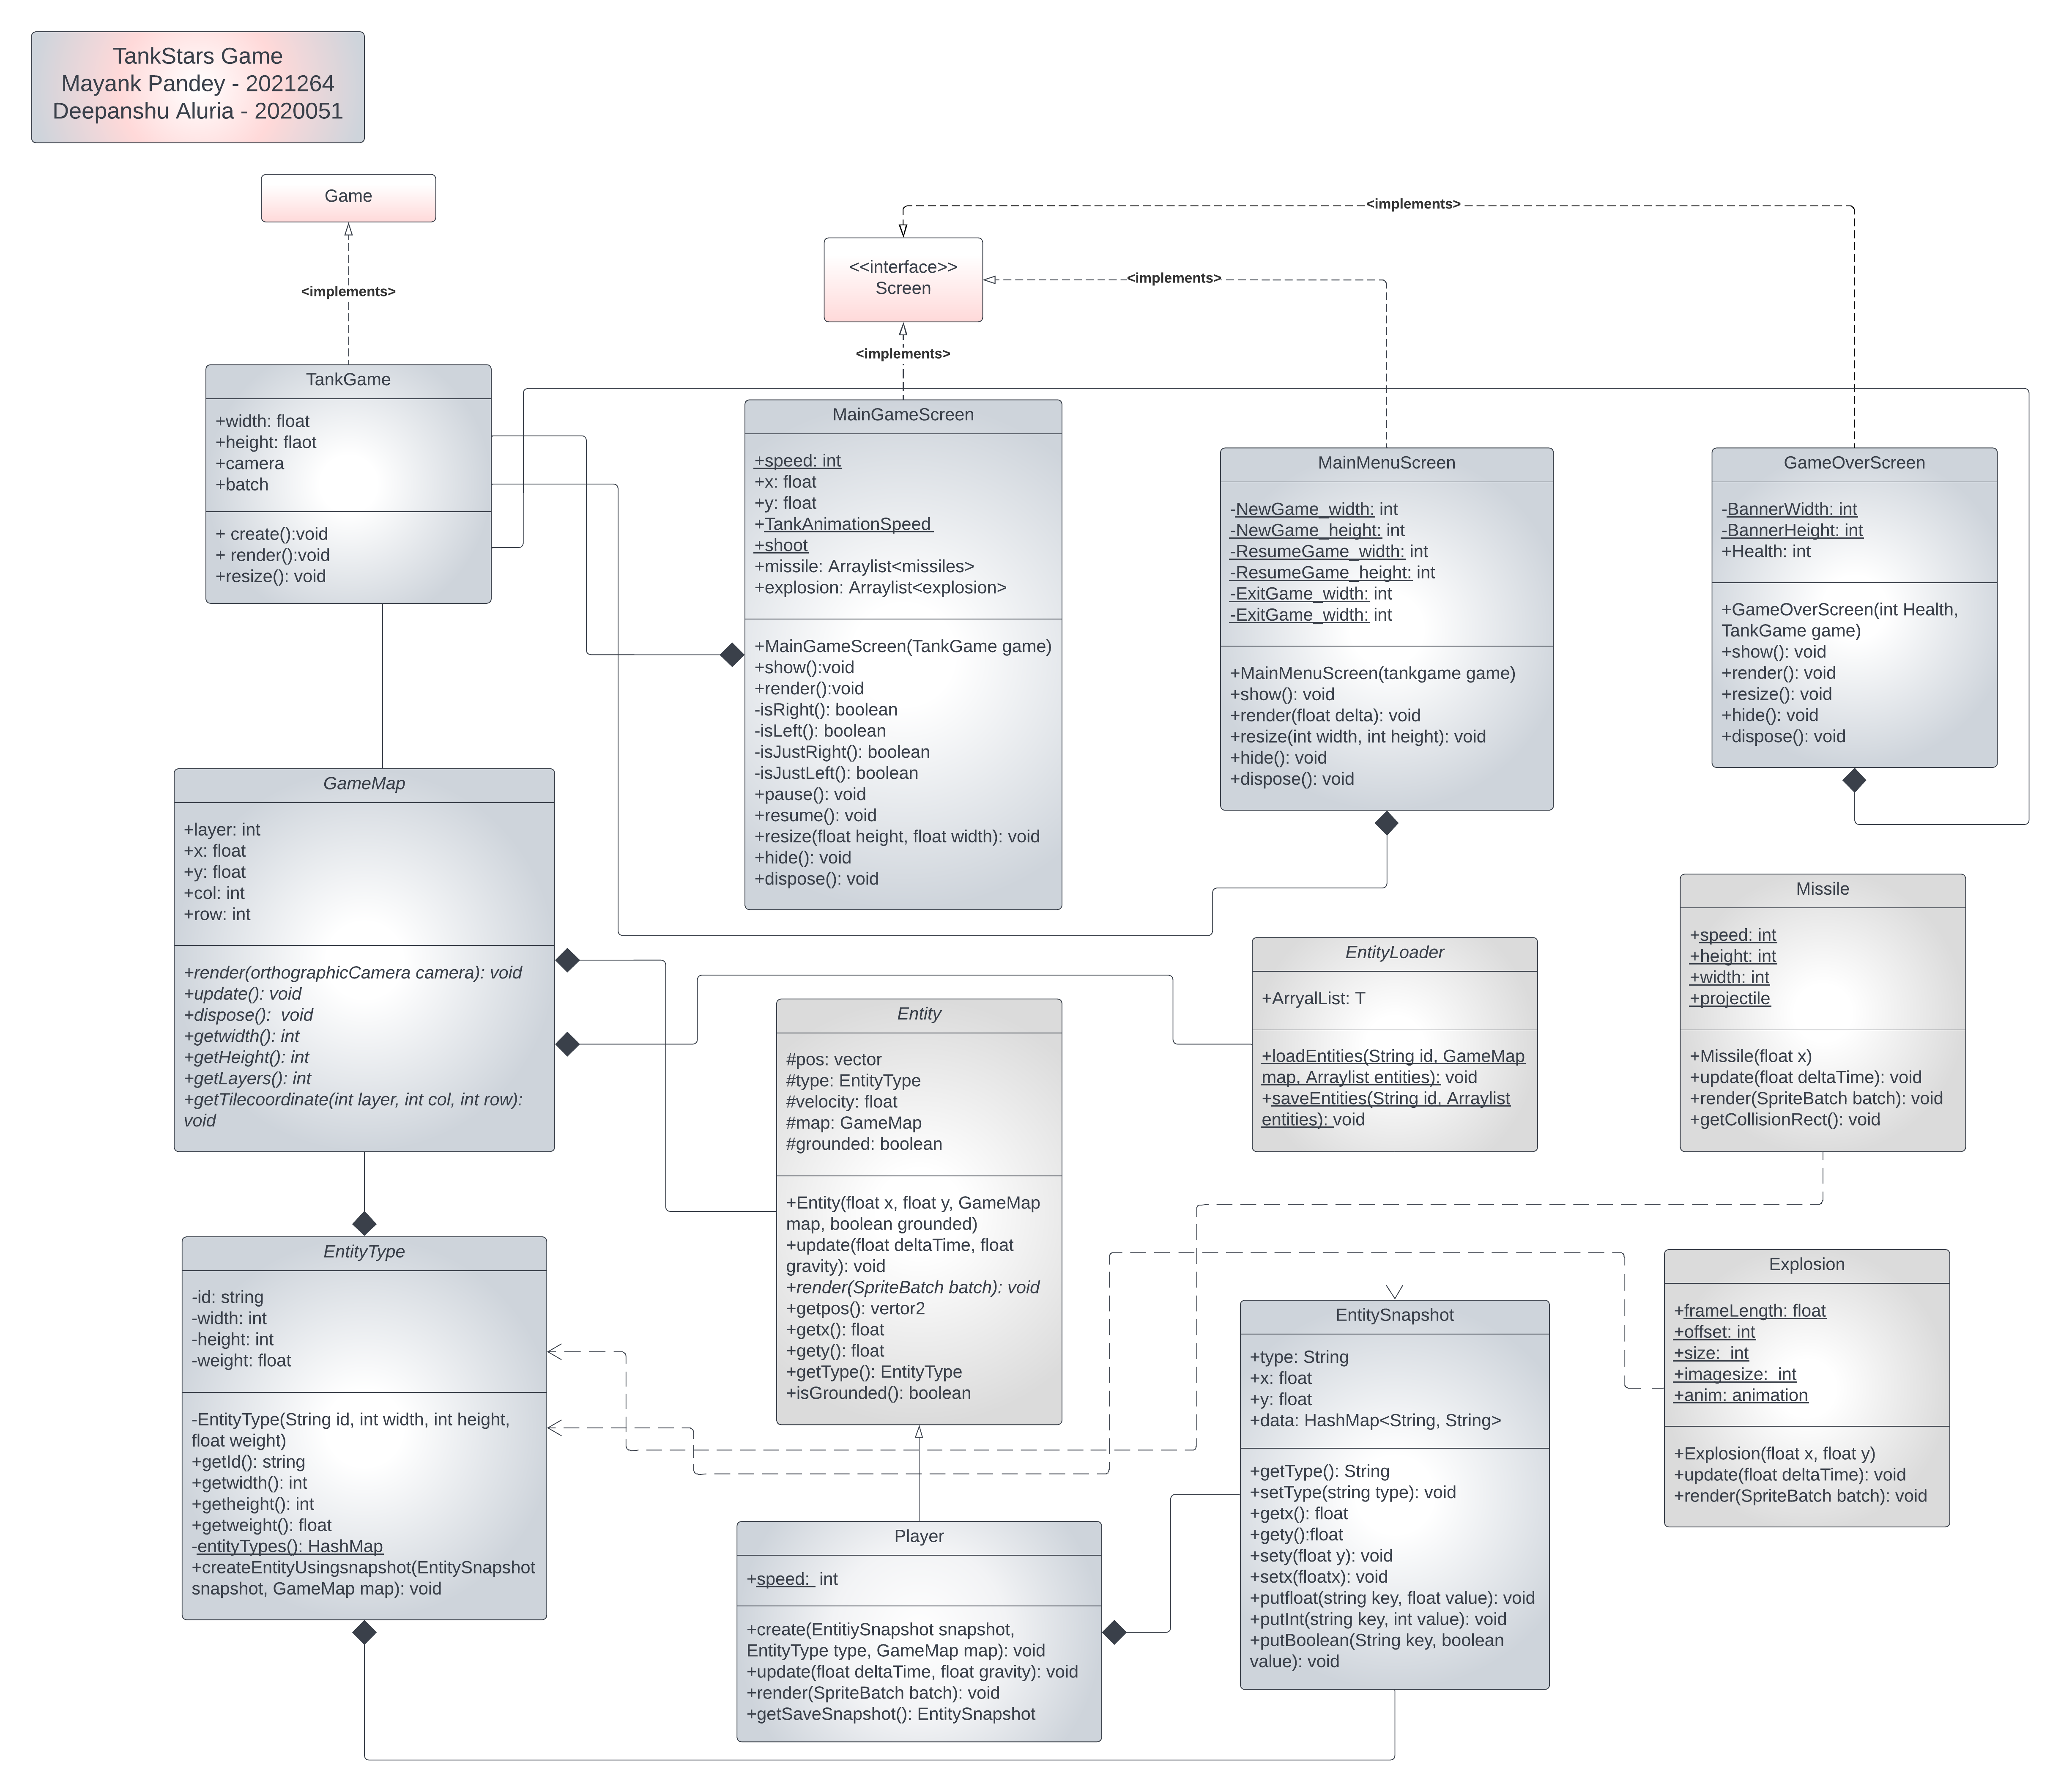 TankStars Game
Mayank Pandey - 2021264
Deepanshu Aluria - 2020051
Game
<implements>
<<interface>>
Screen
<implements>
<implements>
<implements>
TankGame
+width: float
+height: flaot
+camera
+batch
+ create():void
+ render():void
+resize(): void
MainGameScreen
+speed: int
+x: float
+y: float
+TankAnimationSpeed
+shoot
+missile: Arraylist<missiles>
+explosion: Arraylist<explosion>
+MainGameScreen(TankGame game)
+show():void
+render():void
-isRight(): boolean
-isLeft(): boolean
-isJustRight(): boolean
-isJustLeft(): boolean
+pause(): void
+resume(): void
+resize(float height, float width): void
+hide(): void
+dispose(): void
MainMenuScreen
-NewGame_width: int
-NewGame_height: int
-ResumeGame_width: int
-ResumeGame_height: int
-ExitGame_width: int
-ExitGame_width: int
+MainMenuScreen(tankgame game)
+show(): void
+render(float delta): void
+resize(int width, int height): void
+hide(): void
+dispose(): void
GameOverScreen
-BannerWidth: int
-BannerHeight: int
+Health: int
+GameOverScreen(int Health,
TankGame game)
+show(): void
+render(): void
+resize(): void
+hide(): void
+dispose(): void
GameMap
+layer: int
+x: float
+y: float
+col: int
+row: int
+render(orthographicCamera camera): void
+update(): void
+dispose():  void
+getwidth(): int
+getHeight(): int
+getLayers(): int
+getTilecoordinate(int layer, int col, int row):
void
Entity
#pos: vector
#type: EntityType
#velocity: float
#map: GameMap
#grounded: boolean
+Entity(float x, float y, GameMap
map, boolean grounded)
+update(float deltaTime, float
gravity): void
+render(SpriteBatch batch): void
+getpos(): vertor2
+getx(): float
+gety(): float
+getType(): EntityType
+isGrounded(): boolean
EntityLoader
+ArryalList: T
+loadEntities(String id, GameMap
map, Arraylist entities): void
+saveEntities(String id, Arraylist
entities): void
Missile
+speed: int
+height: int
+width: int
+projectile
+Missile(float x)
+update(float deltaTime): void
+render(SpriteBatch batch): void
+getCollisionRect(): void
EntityType
-id: string
-width: int
-height: int
-weight: float
-EntityType(String id, int width, int height,
float weight)
+getId(): string
+getwidth(): int
+getheight(): int
+getweight(): float
-entityTypes(): HashMap
+createEntityUsingsnapshot(EntitySnapshot
snapshot, GameMap map): void
Player
+speed:  int
+create(EntitiySnapshot snapshot,
EntityType type, GameMap map): void
+update(float deltaTime, float gravity): void
+render(SpriteBatch batch): void
+getSaveSnapshot(): EntitySnapshot
EntitySnapshot
+type: String
+x: float
+y: float
+data: HashMap<String, String>
+getType(): String
+setType(string type): void
+getx(): float
+gety():float
+sety(float y): void
+setx(floatx): void
+putfloat(string key, float value): void
+putInt(string key, int value): void
+putBoolean(String key, boolean
value): void
Explosion
+frameLength: float
+offset: int
+size:  int
+imagesize:  int
+anim: animation
+Explosion(float x, float y)
+update(float deltaTime): void
+render(SpriteBatch batch): void